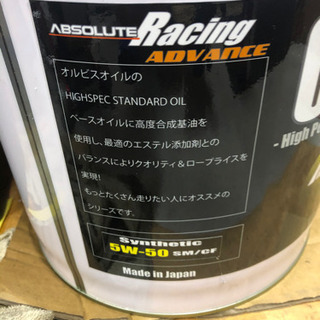 ABSOLUTE Racing
ADVANCE
オルビスオイルの
HIGHSPEC STANDARD OIL
ベースオイルに高度合成基油を
使用し、最適のエステル添加剤との
バランスによりクオリティ&ロープライスを
実現!
もっとたくさん走りたい人にオススメの
シリーズです.
Synthetic
5W-50 SM/CF
Made in Japan
- High